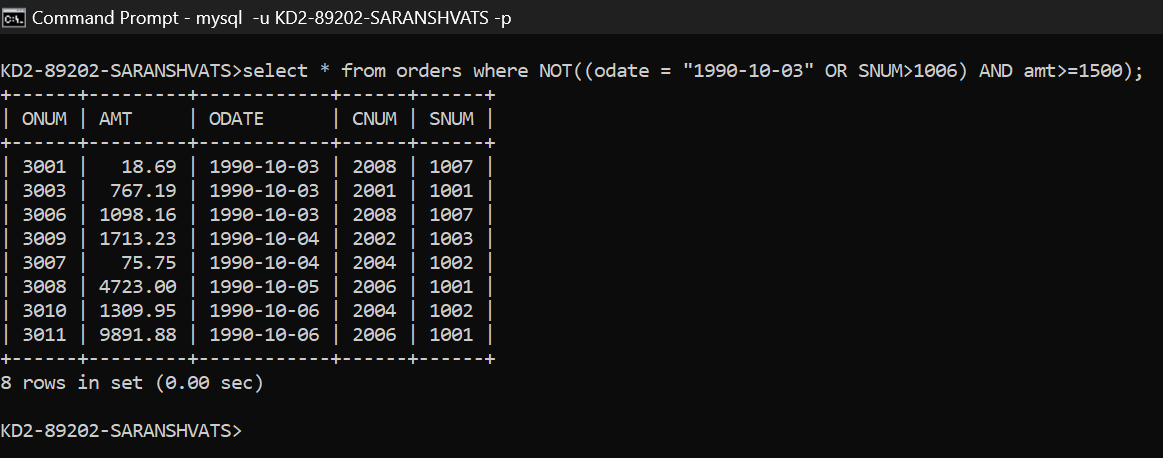 Command Prompt - mysql  -u KD2-89202-SARANSHVATS -p
KD2-89202-SARANSHVATS>select * from orders where NOT((odate = "1990-10-03" OR SNUM>1006) AND amt>=1500);
+------+---------+------------+------+------+
| ONUM | AMT     | ODATE      | CNUM | SNUM |
+------+---------+------------+------+------+
| 3001 |   18.69 | 1990-10-03 | 2008 | 1007 |
| 3003 |  767.19 | 1990-10-03 | 2001 | 1001 |
| 3006 | 1098.16 | 1990-10-03 | 2008 | 1007 |
| 3009 | 1713.23 | 1990-10-04 | 2002 | 1003 |
| 3007 |   75.75 | 1990-10-04 | 2004 | 1002 |
| 3008 | 4723.00 | 1990-10-05 | 2006 | 1001 |
| 3010 | 1309.95 | 1990-10-06 | 2004 | 1002 |
| 3011 | 9891.88 | 1990-10-06 | 2006 | 1001 |
+------+---------+------------+------+------+
8 rows in set (0.00 sec)
KD2-89202-SARANSHVATS>